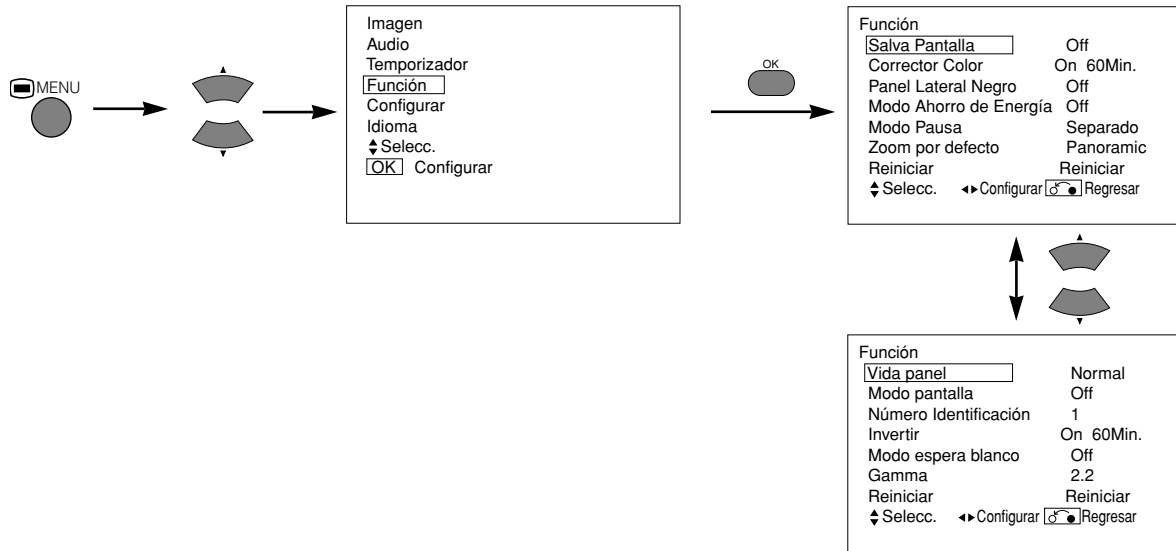 MENU
Imagen
Audio
Temporizador
Función
Configurar
Idioma
Selecc.
OK Configurar
OK
Función
Salva Pantalla Off
Corrector Color On 60Min.
Panel Lateral Negro Off
Modo Ahorro de Energía Off
Modo Pausa Separado
Zoom por defecto Panoramic
Reiniciar Reiniciar
Selecc. Configurar Regresar
Función
Vida panel Normal
Modo pantalla Off
Número Identificación 1
Invertir On 60Min.
Modo espera blanco Off
Gamma 2.2
Reiniciar Reiniciar
Selecc. Configurar Regresar